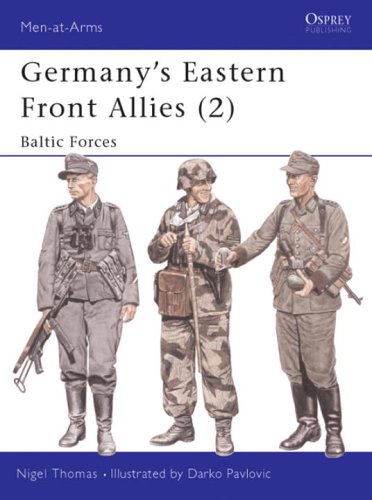 Men-at-Arms
OSPREY
PUBLISHING
Germany's Eastern
Front Allies (2)
Baltic Forces
Nigel Thomas • Illustrated by Darko Pavlovic